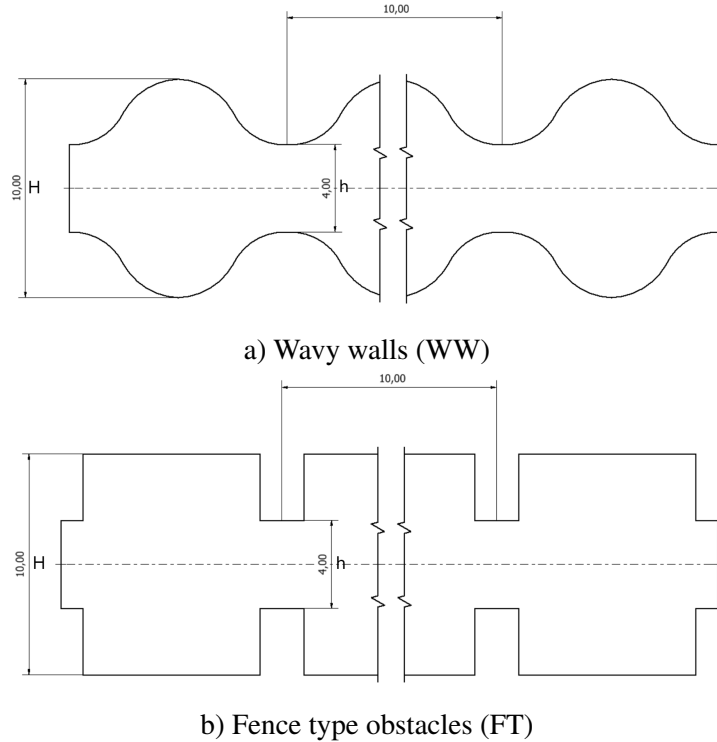 10,00
10,00
H
4,00
h
a) Wavy walls (WW)
10,00
10,00
H
4,00
h
b) Fence type obstacles (FT)